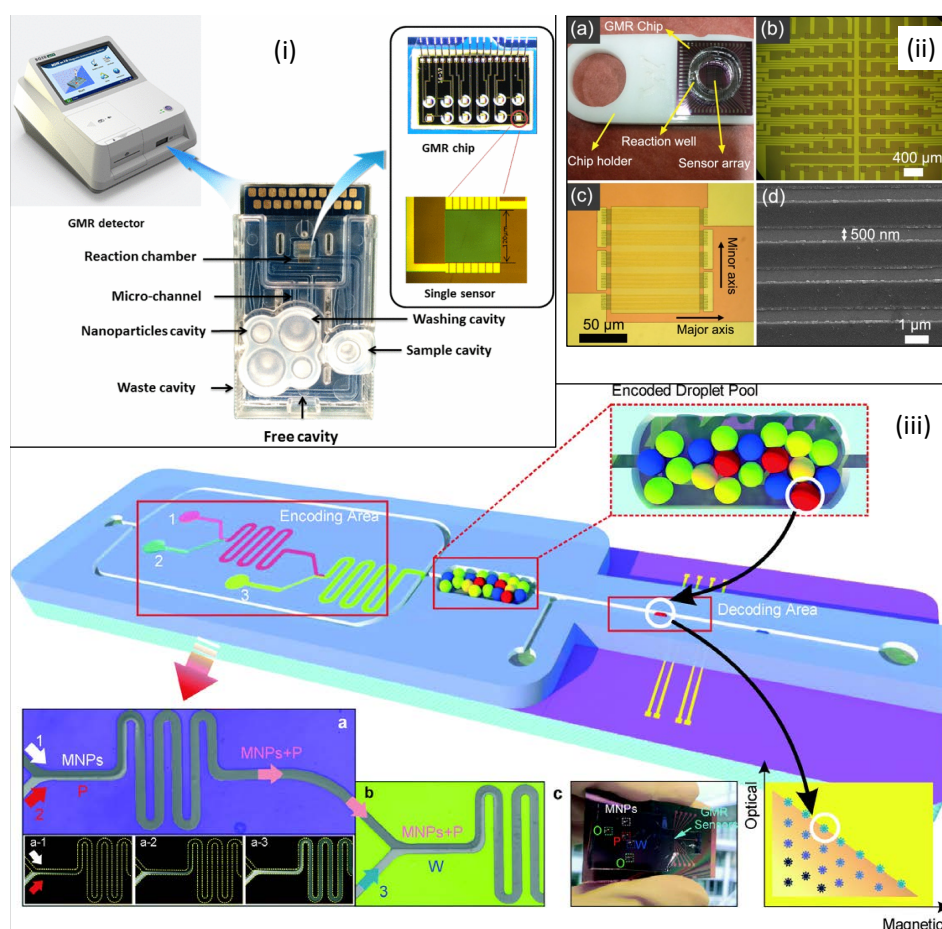 (i)
GMR detector
Reaction chamber
Micro-channel
Nanoparticles cavity
Waste cavity
Free cavity
Washing cavity
Sample cavity
GMR chip
120μm
Single sensor
(ii)
(a)
GMR Chip
Reaction well
Chip holder
Sensor array
(b)
400 μm
(c)
Minor axis
Major axis
50 μm
(d)
500 nm
1 μm
(iii)
Encoded Droplet Pool
Encoding Area
1
2
3
Decoding Area
a
1
MNPs
P
2
MNPs+P
a-1
a-2
a-3
b
MNPs+P
W
3
c
MNPs
O
P
W
O
GMR
Sensors
Optical
Magnetic